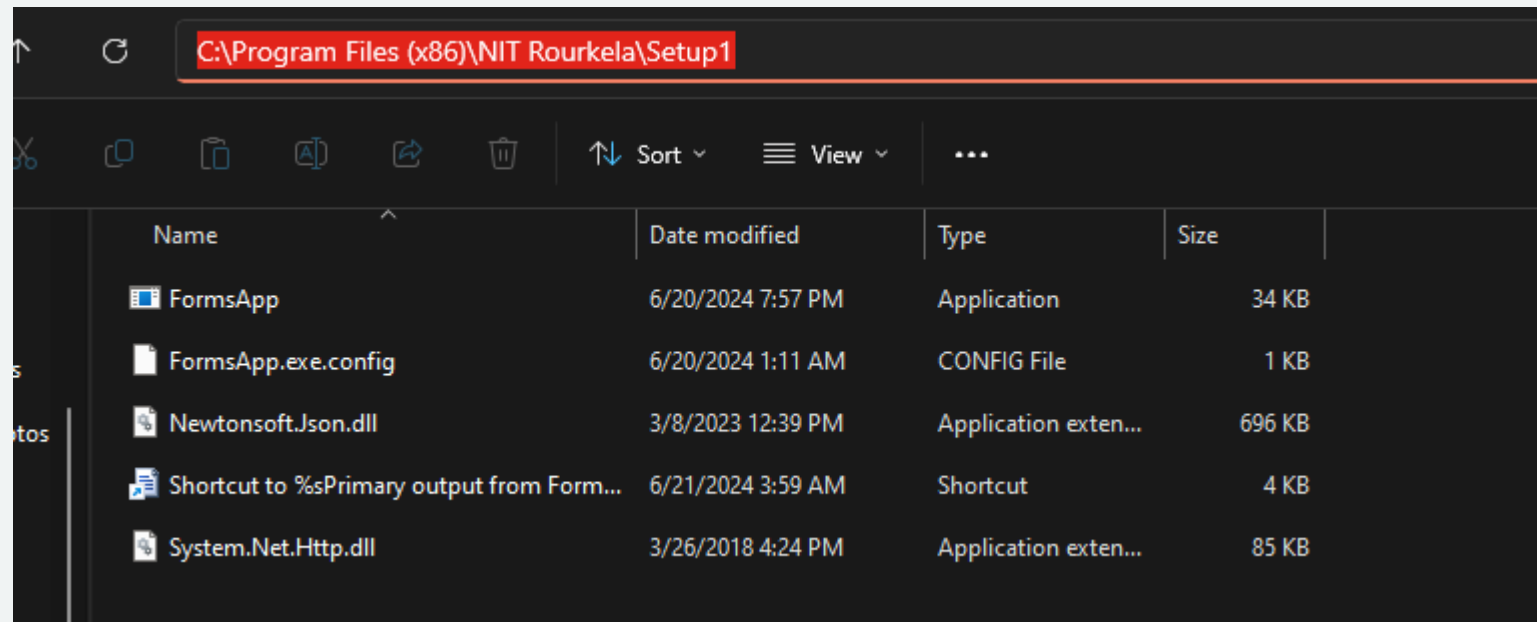 C:\Program Files (x86)\NIT Rourkela\Setup1
Sort View
Name Date modified Type Size
FormsApp 6/20/2024 7:57 PM Application 34 KB
s FormsApp.exe.config 6/20/2024 1:11 AM CONFIG File 1 KB
otos Newtonsoft.Json.dll 3/8/2023 12:39 PM Application exten... 696 KB
Shortcut to %sPrimary output from Form... 6/21/2024 3:59 AM Shortcut 4 KB
System.Net.Http.dll 3/26/2018 4:24 PM Application exten... 85 KB